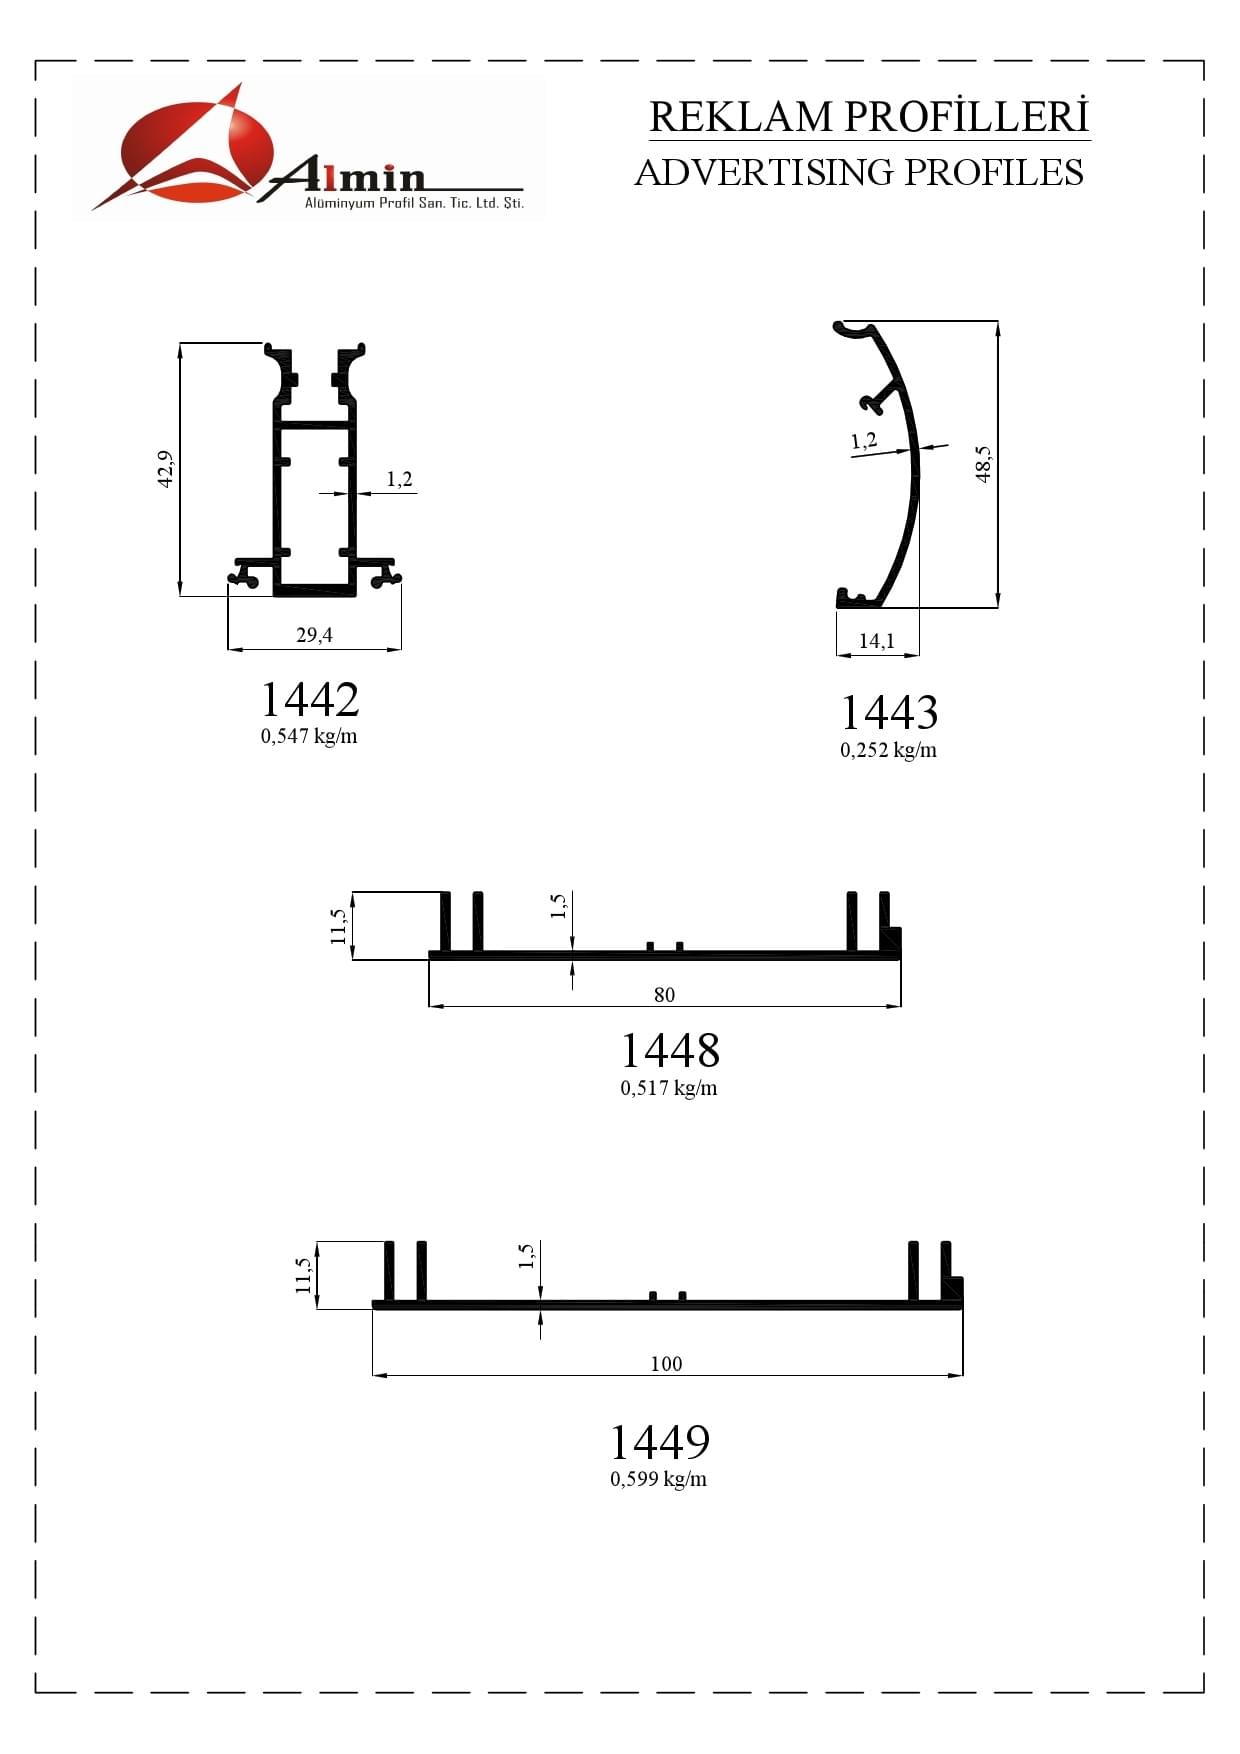 REKLAM PROFİLLERİ
ADVERTISING PROFILES
Almin
Alüminyum Profil San. Tic. Ltd. Şti.
42,9
1,2
29,4
1442
0,547 kg/m
1,2
48,5
14,1
1443
0,252 kg/m
11,5
1,5
80
1448
0,517 kg/m
11,5
1,5
100
1449
0,599 kg/m